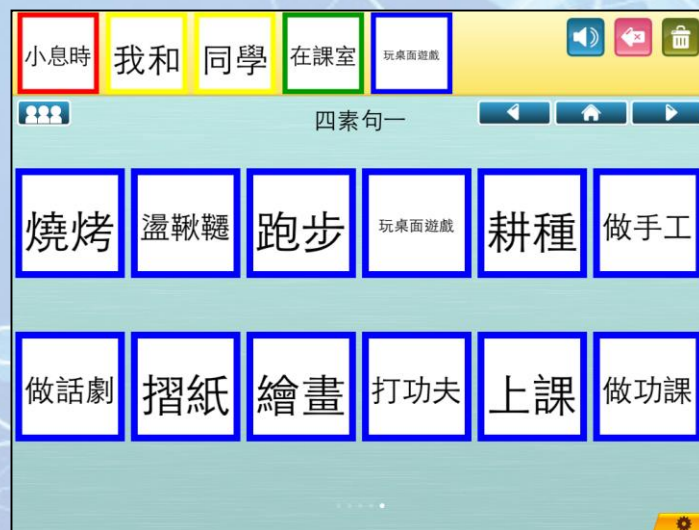 小息時 我和 同學 在課室 玩桌面遊戲
四素句一
燒烤 盪鞦韆 跑步 玩桌面遊戲 耕種 做手工
做話劇 摺紙 繪畫 打功夫 上課 做功課